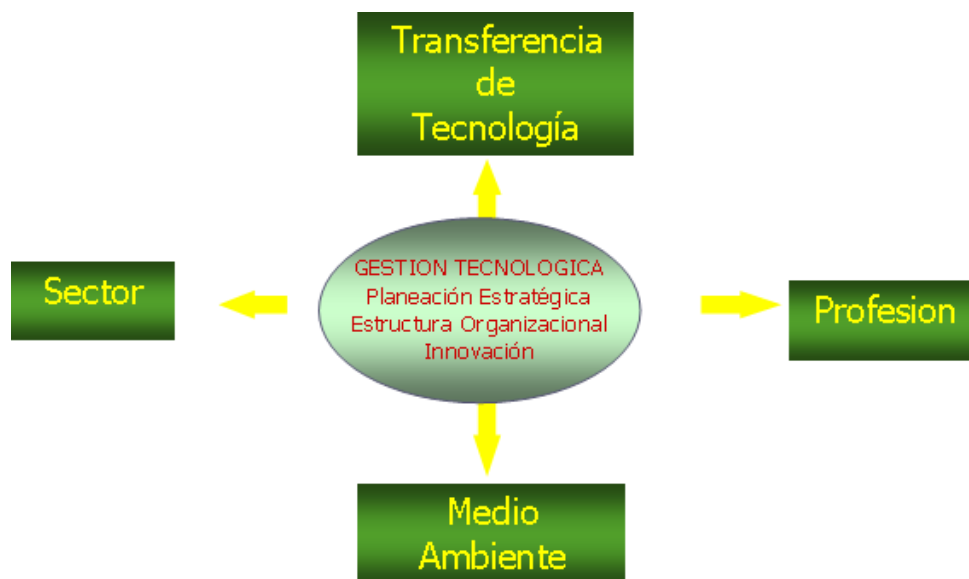 Transferencia
de
Tecnología
GESTION TECNOLOGICA
Planeación Estratégica
Estructura Organizacional
Innovación
Sector
Profesion
Medio
Ambiente